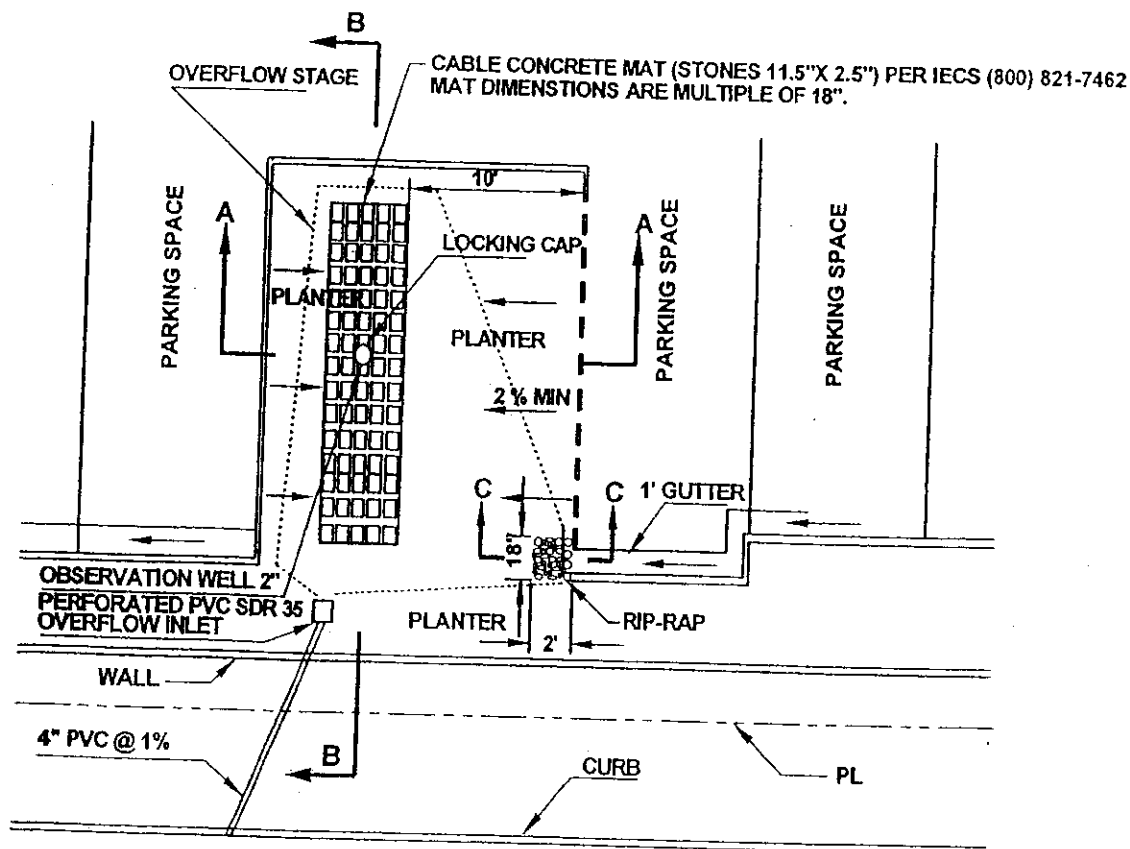 B
OVERFLOW STAGE
CABLE CONCRETE MAT (STONES 11.5"X 2.5") PER IECS (800) 821-7462
MAT DIMENSTIONS ARE MULTIPLE OF 18".
10'
PARKING SPACE
A
LOCKING CAP
A
PARKING SPACE
PARKING SPACE
PLANTER
PLANTER
2 % MIN
C
C
1' GUTTER
18"
OBSERVATION WELL 2"
PERFORATED PVC SDR 35
OVERFLOW INLET
PLANTER
RIP-RAP
2'
WALL
4" PVC @ 1%
B
CURB
PL